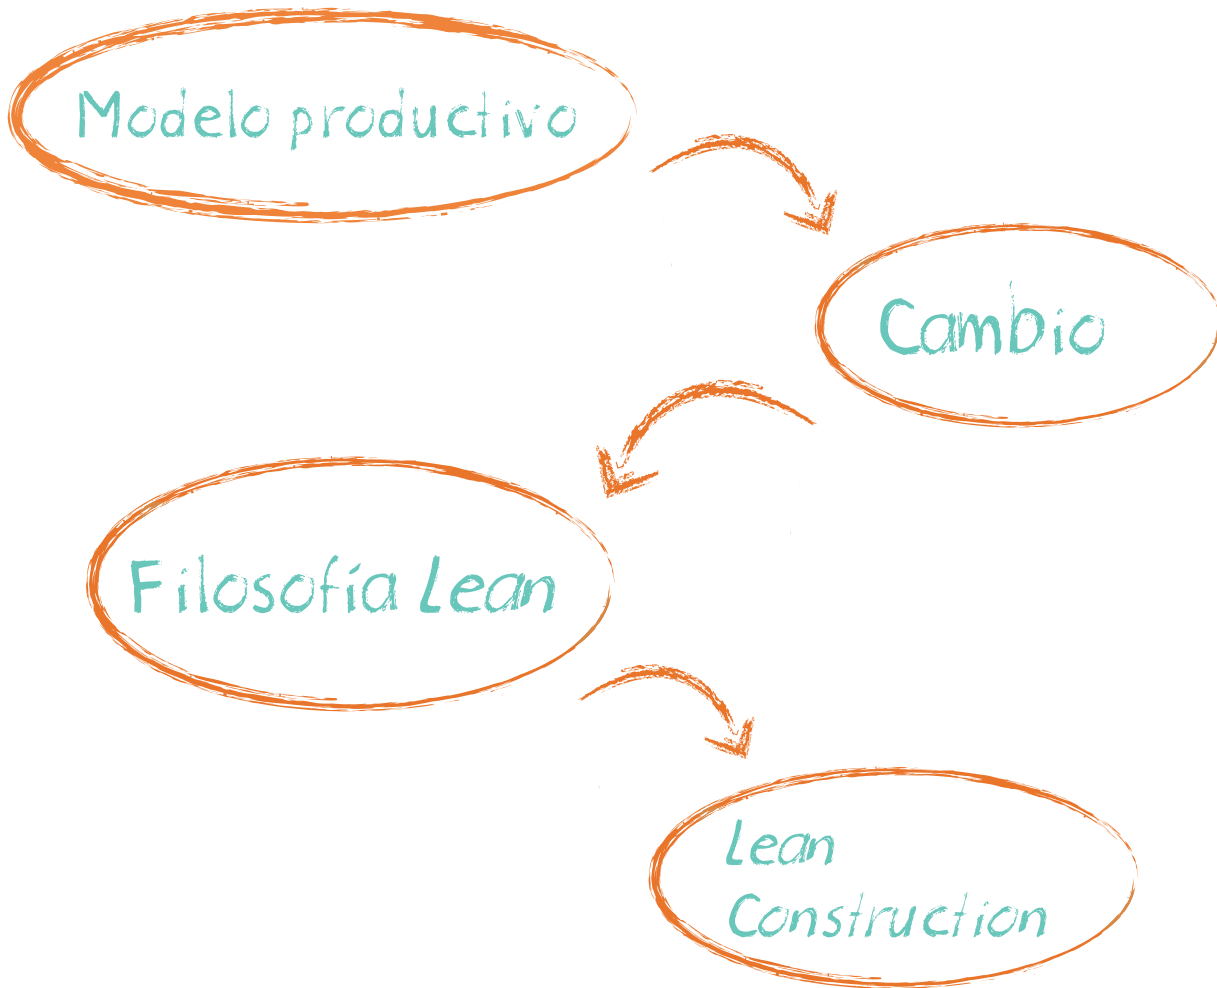 Modelo productivo
Cambio
Filosofía Lean
Lean
Construction